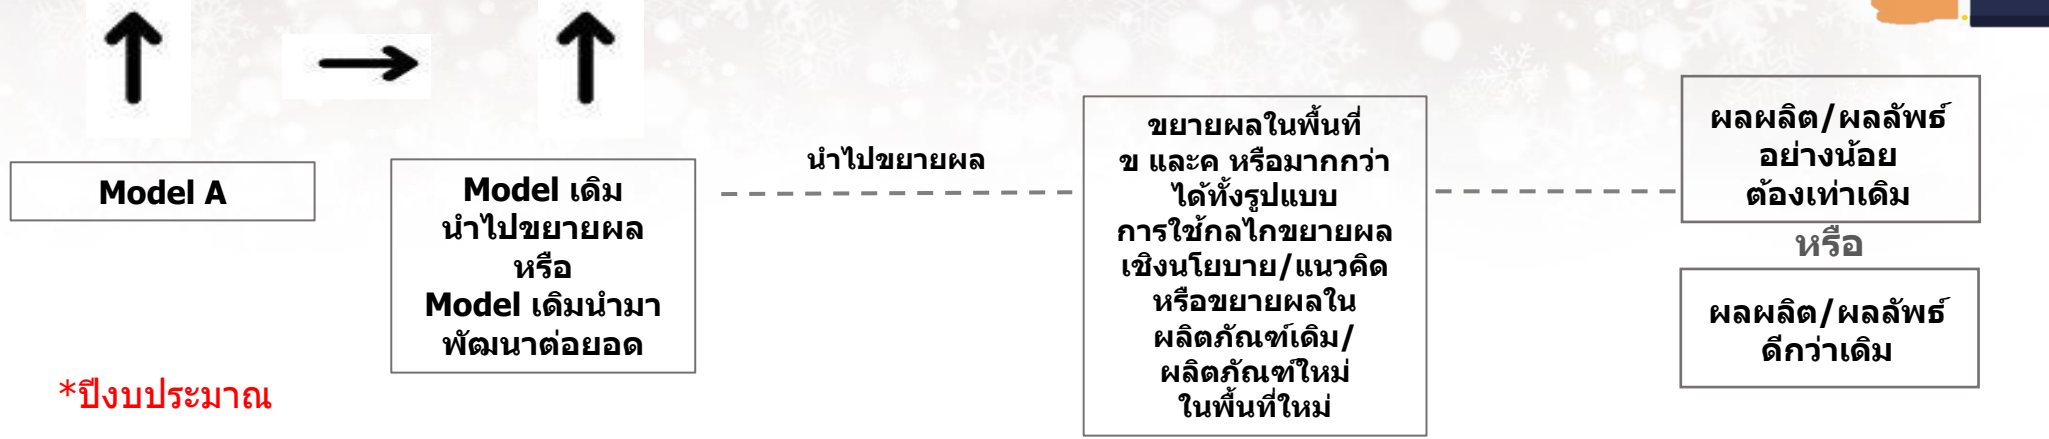 Model A
Model เดิม
นำไปขยายผล
หรือ
Model เดิมนำมา
พัฒนาต่อยอด
นำไปขยายผล
ขยายผลในพื้นที่
ข และค หรือมากกว่า
ได้ทั้งรูปแบบ
การใช้กลไกขยายผล
เชิงนโยบาย/แนวคิด
หรือขยายผลใน
ผลิตภัณฑ์เดิม/
ผลิตภัณฑ์ใหม่
ในพื้นที่ใหม่
ผลผลิต/ผลลัพธ์
อย่างน้อย
ต้องเท่าเดิม
หรือ
ผลผลิต/ผลลัพธ์
ดีกว่าเดิม
*ปีงบประมาณ